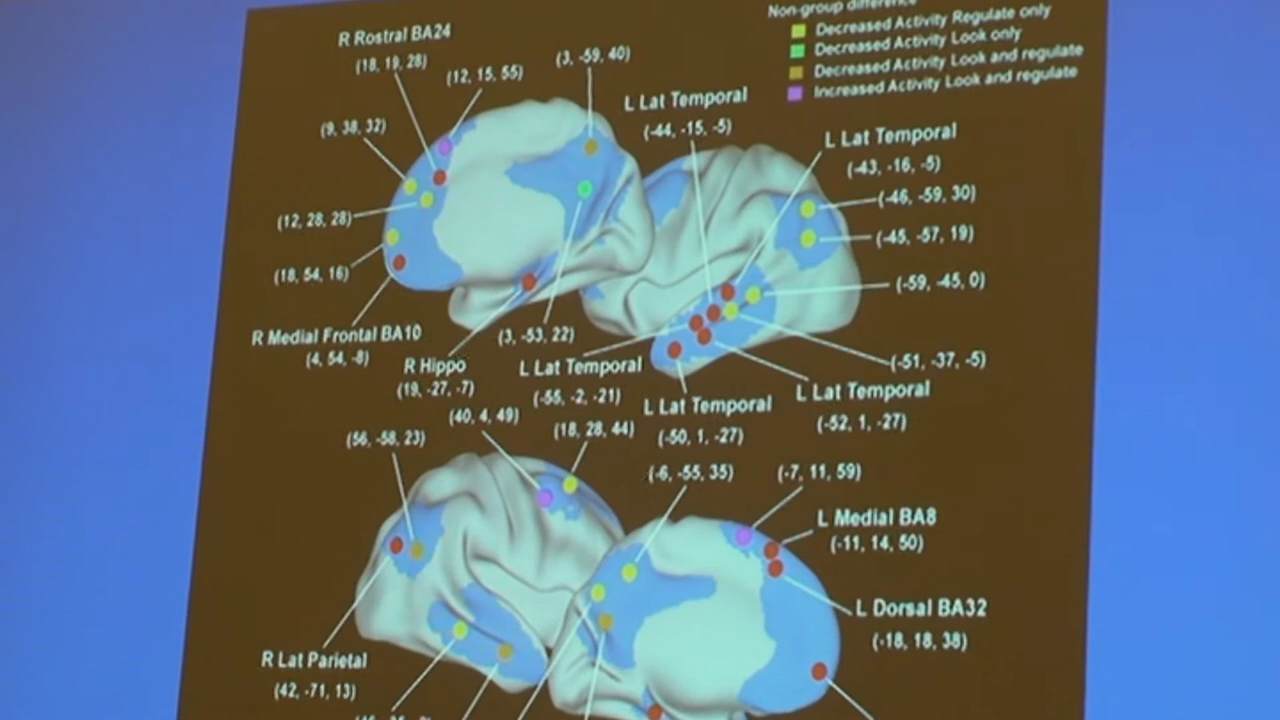 Non-group difference
Decreased Activity Regulate only
Decreased Activity Look only
Decreased Activity Look and regulate
Increased Activity Look and regulate
R Rostral BA24
(18, 19, 28)
(12, 15, 55)
(3, -59, 40)
(9, 38, 32)
(12, 28, 28)
(18, 54, 16)
R Medial Frontal BA10
(4, 54, -8)
R Hippo
(19, -27, -7)
(3, -53, 22)
L Lat Temporal
(-44, -15, -5)
L Lat Temporal
(-43, -16, -5)
(-46, -59, 30)
(-45, -57, 19)
(-59, -45, 0)
(-51, -37, -5)
L Lat Temporal
(-55, -2, -21)
L Lat Temporal
(-50, 1, -27)
L Lat Temporal
(-52, 1, -27)
(40, 4, 49)
(18, 28, 44)
(56, -58, 23)
(-6, -55, 35)
(-7, 11, 59)
L Medial BA8
(-11, 14, 50)
L Dorsal BA32
(-18, 18, 38)
R Lat Parietal
(42, -71, 13)